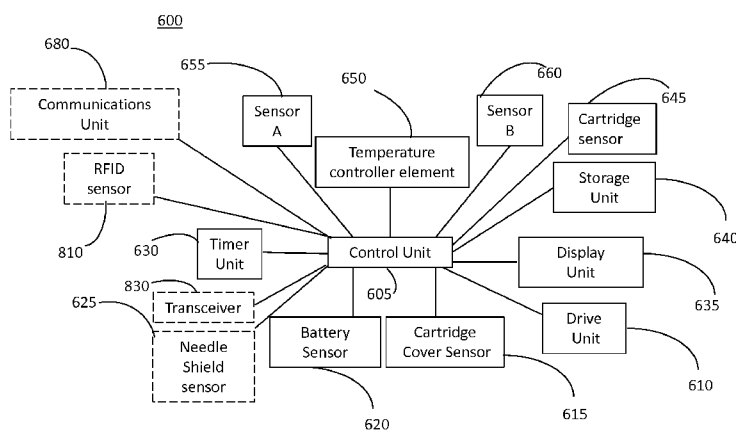 600
680
655
650
660
645
Communications
Unit
Sensor
A
Sensor
B
Cartridge
sensor
Temperature
controller element
RFID
sensor
Storage
Unit
810
630
Timer
Unit
Control Unit
640
Display
Unit
830
605
635
625
Transceiver
Needle
Shield
sensor
Battery
Sensor
Cartridge
Cover Sensor
Drive
Unit
620
615
610